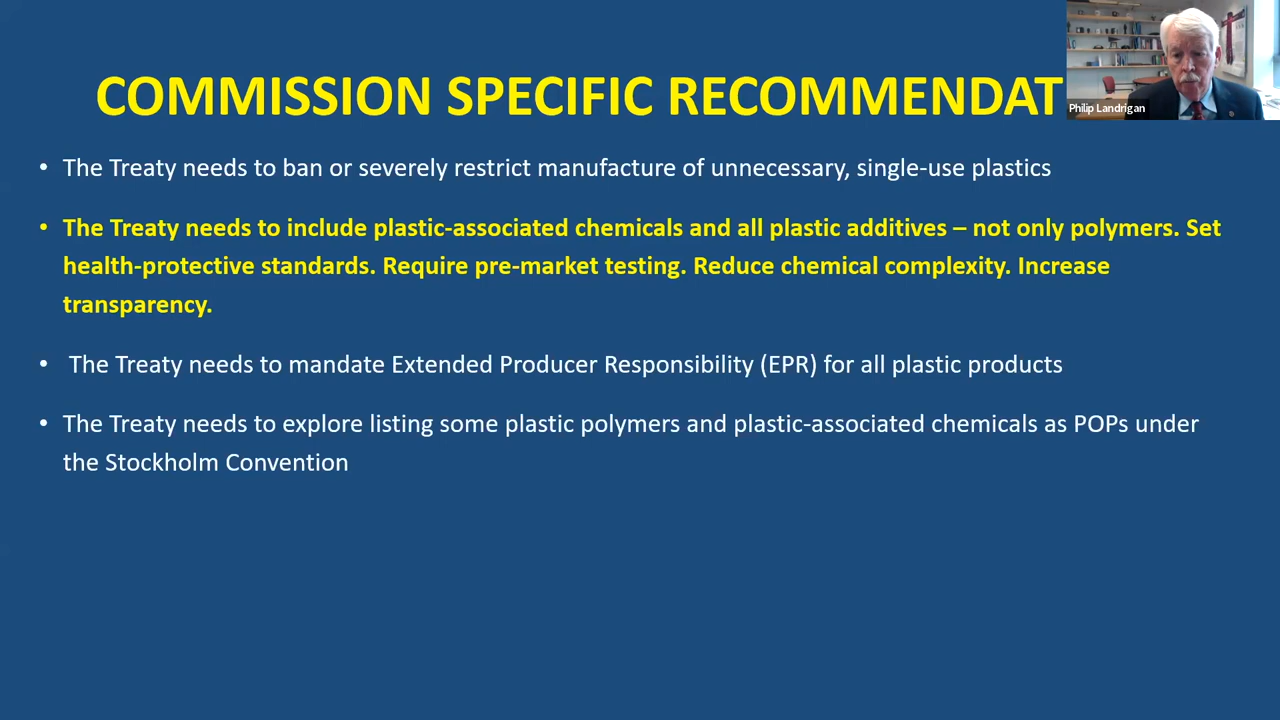 COMMISSION SPECIFIC RECOMMENDAT
Philip Landrigan
• The Treaty needs to ban or severely restrict manufacture of unnecessary, single-use plastics
• The Treaty needs to include plastic-associated chemicals and all plastic additives – not only polymers. Set
health-protective standards. Require pre-market testing. Reduce chemical complexity. Increase
transparency.
• The Treaty needs to mandate Extended Producer Responsibility (EPR) for all plastic products
• The Treaty needs to explore listing some plastic polymers and plastic-associated chemicals as POPs under
the Stockholm Convention